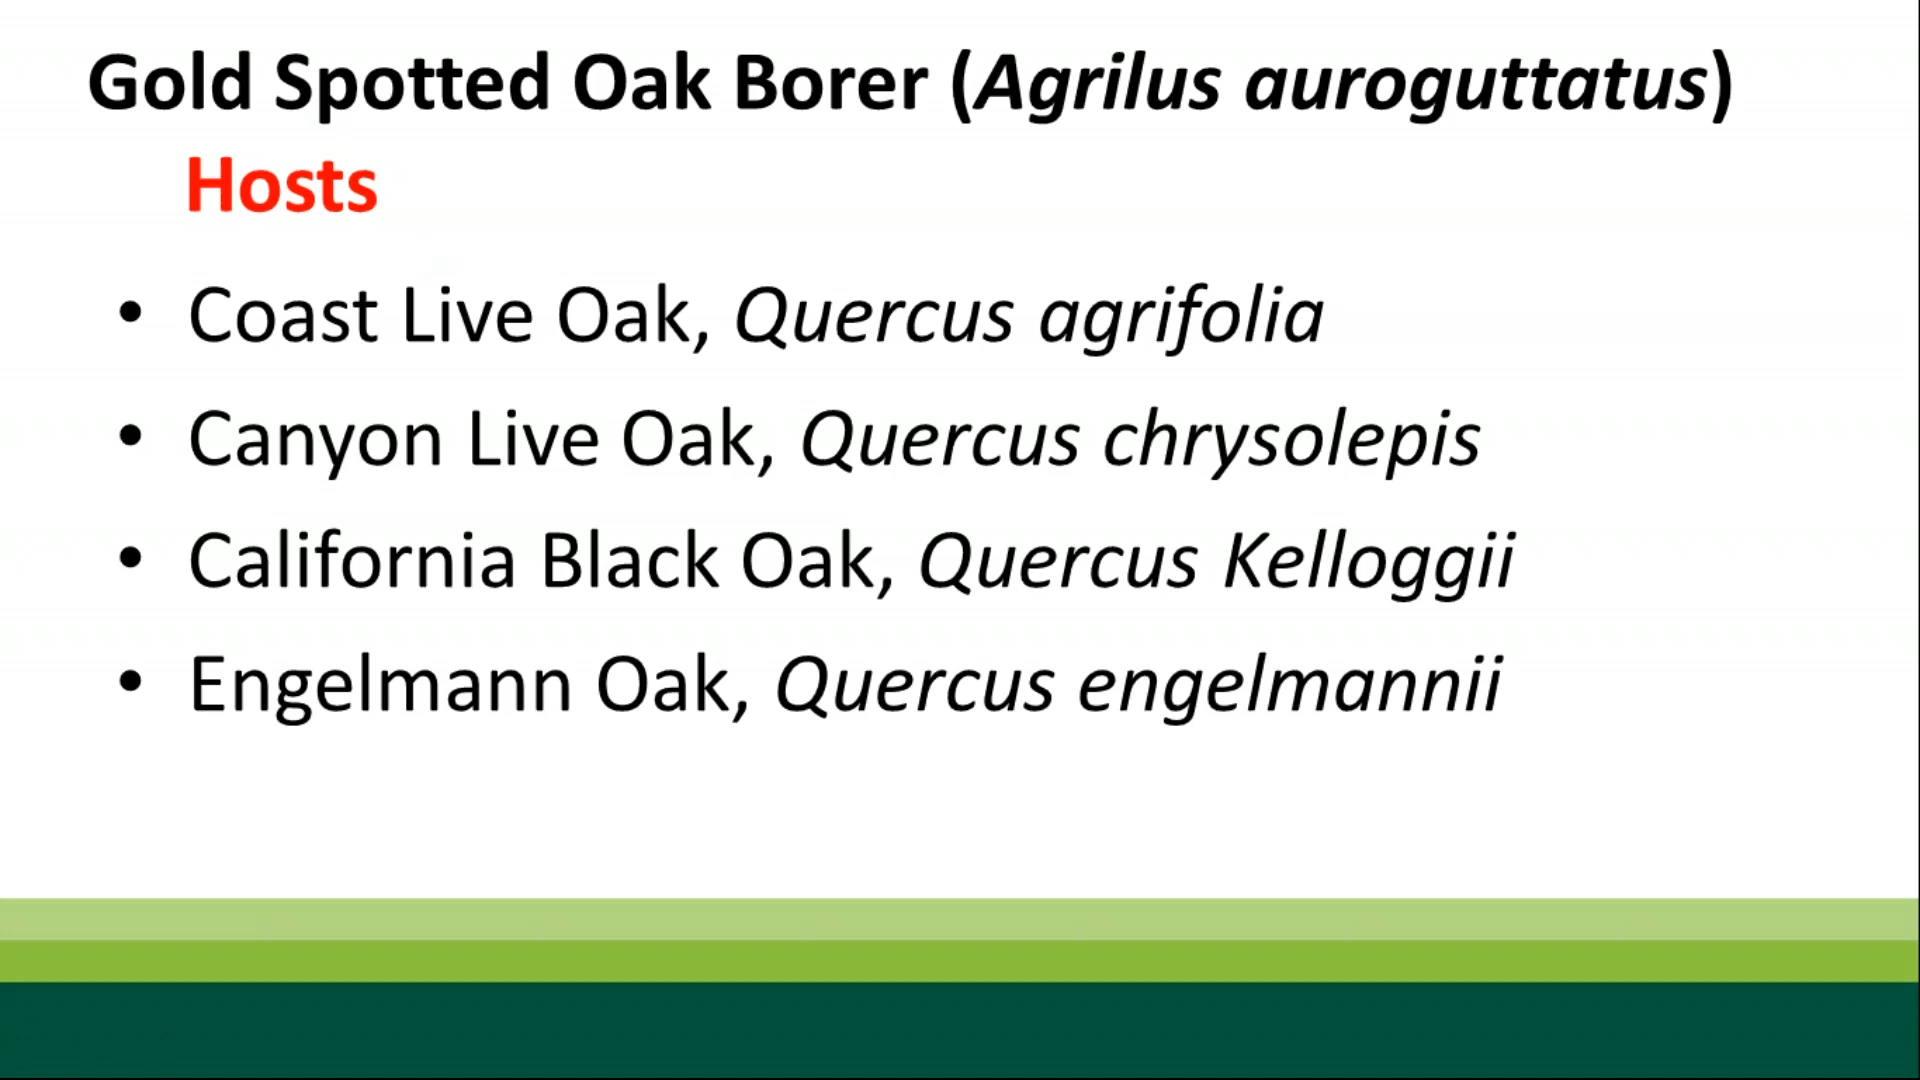 Gold Spotted Oak Borer (Agrilus auroguttatus)
Hosts
• Coast Live Oak, Quercus agrifolia
• Canyon Live Oak, Quercus chrysolepis
• California Black Oak, Quercus Kelloggii
• Engelmann Oak, Quercus engelmannii